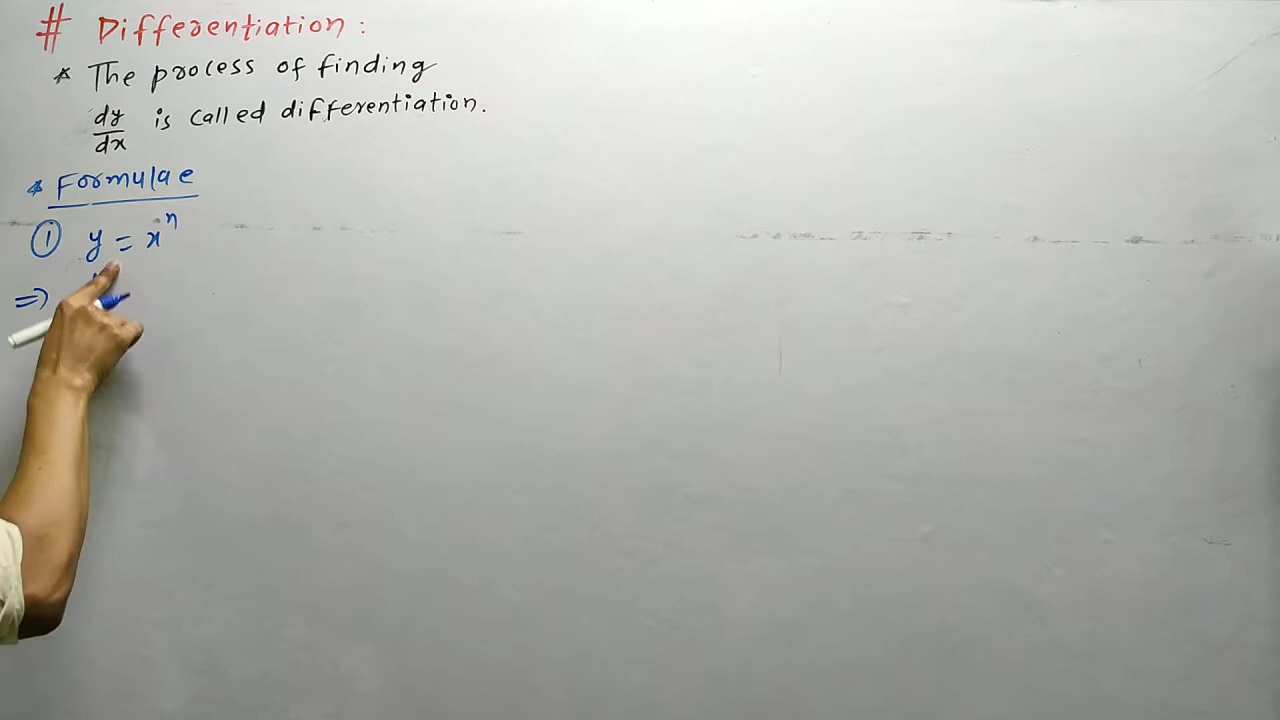 # Differentiation:
* The process of finding
dy/dx is called differentiation.
* Formulae
① y = xⁿ
=>